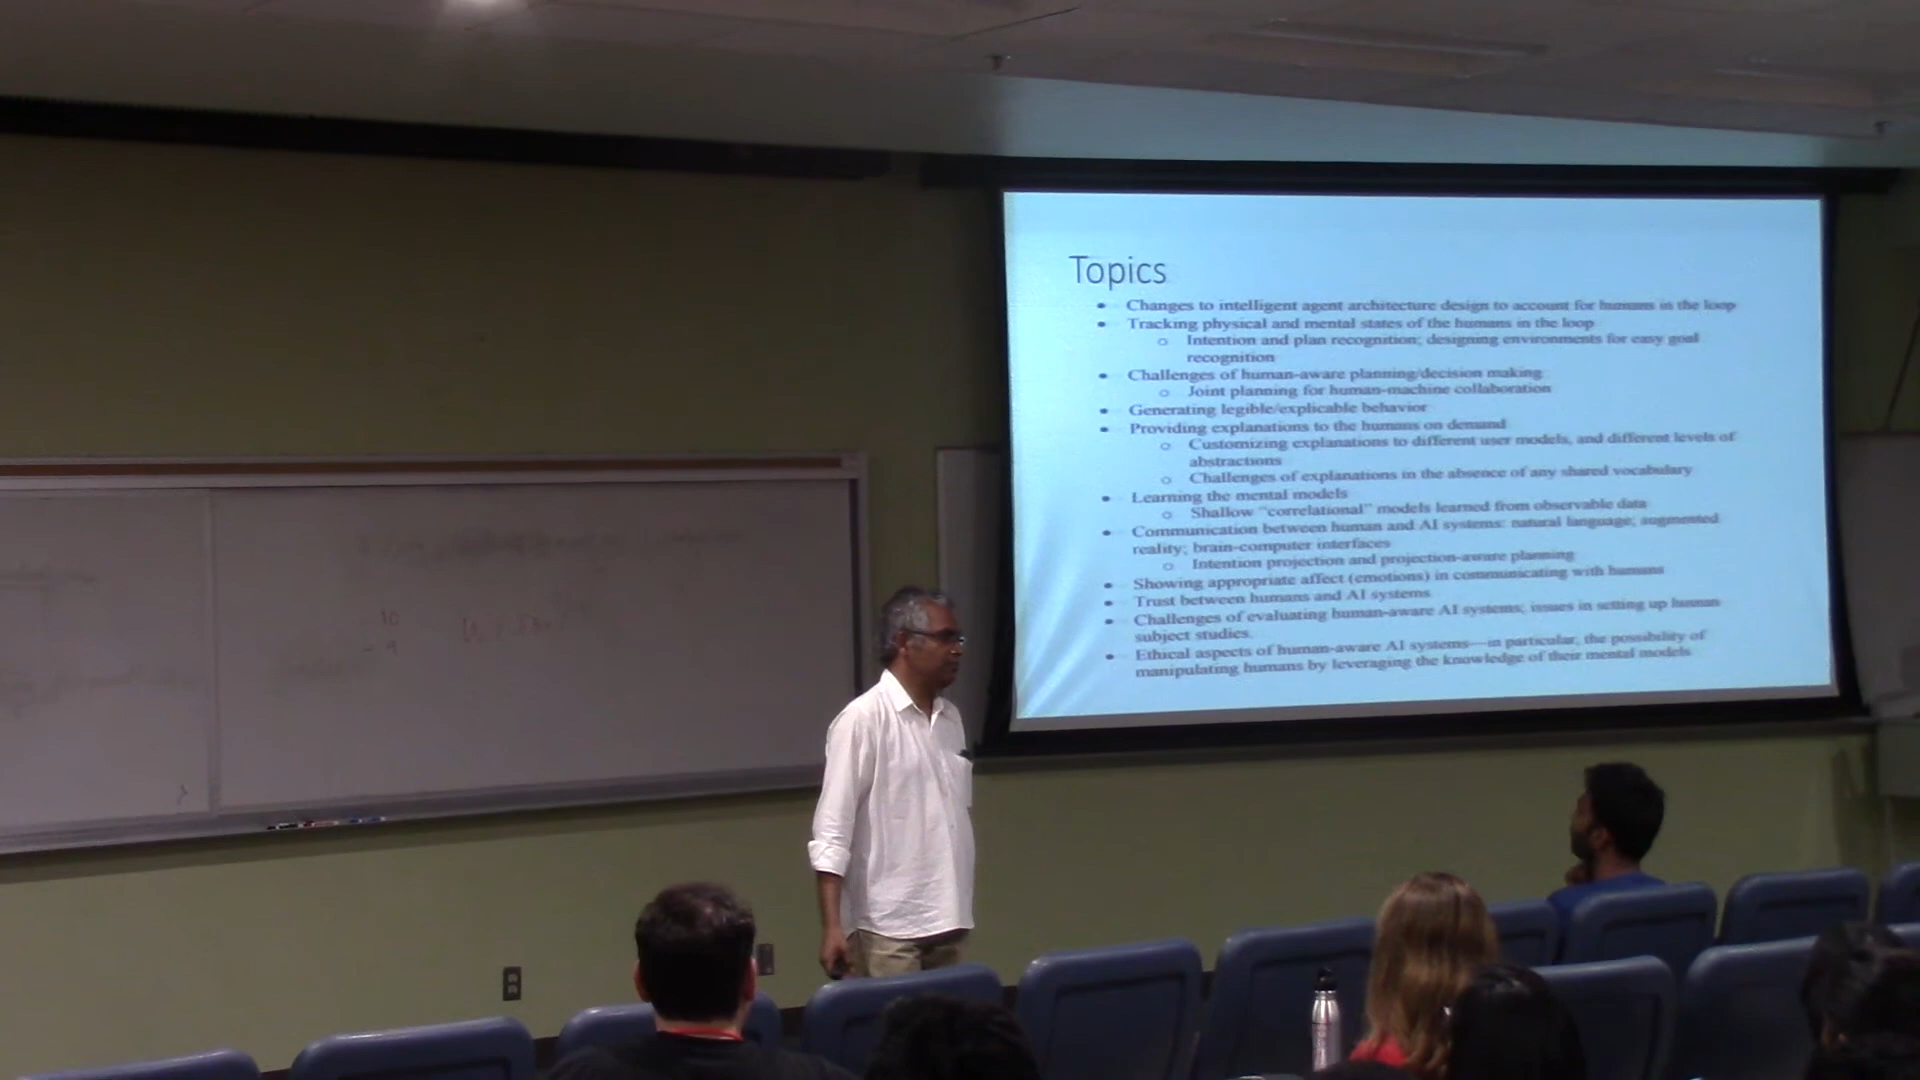 Topics
• Changes to intelligent agent architecture design to account for humans in the loop
• Tracking physical and mental states of the humans in the loop
o Intention and plan recognition; designing environments for easy goal
recognition
• Challenges of human-aware planning/decision making
o Joint planning for human-machine collaboration
• Generating legible/explicable behavior
• Providing explanations to the humans on demand
o Customizing explanations to different user models, and different levels of
abstractions
o Challenges of explanations in the absence of any shared vocabulary
• Learning the mental models
o Shallow "correlational" models learned from observable data
• Communication between human and AI systems: natural language; augmented
reality; brain-computer interfaces
o Intention projection and projection-aware planning
• Showing appropriate affect (emotions) in communicating with humans
• Trust between humans and AI systems
• Challenges of evaluating human-aware AI systems; issues in setting up human
subject studies.
• Ethical aspects of human-aware AI systems—in particular, the possibility of
manipulating humans by leveraging the knowledge of their mental models
10